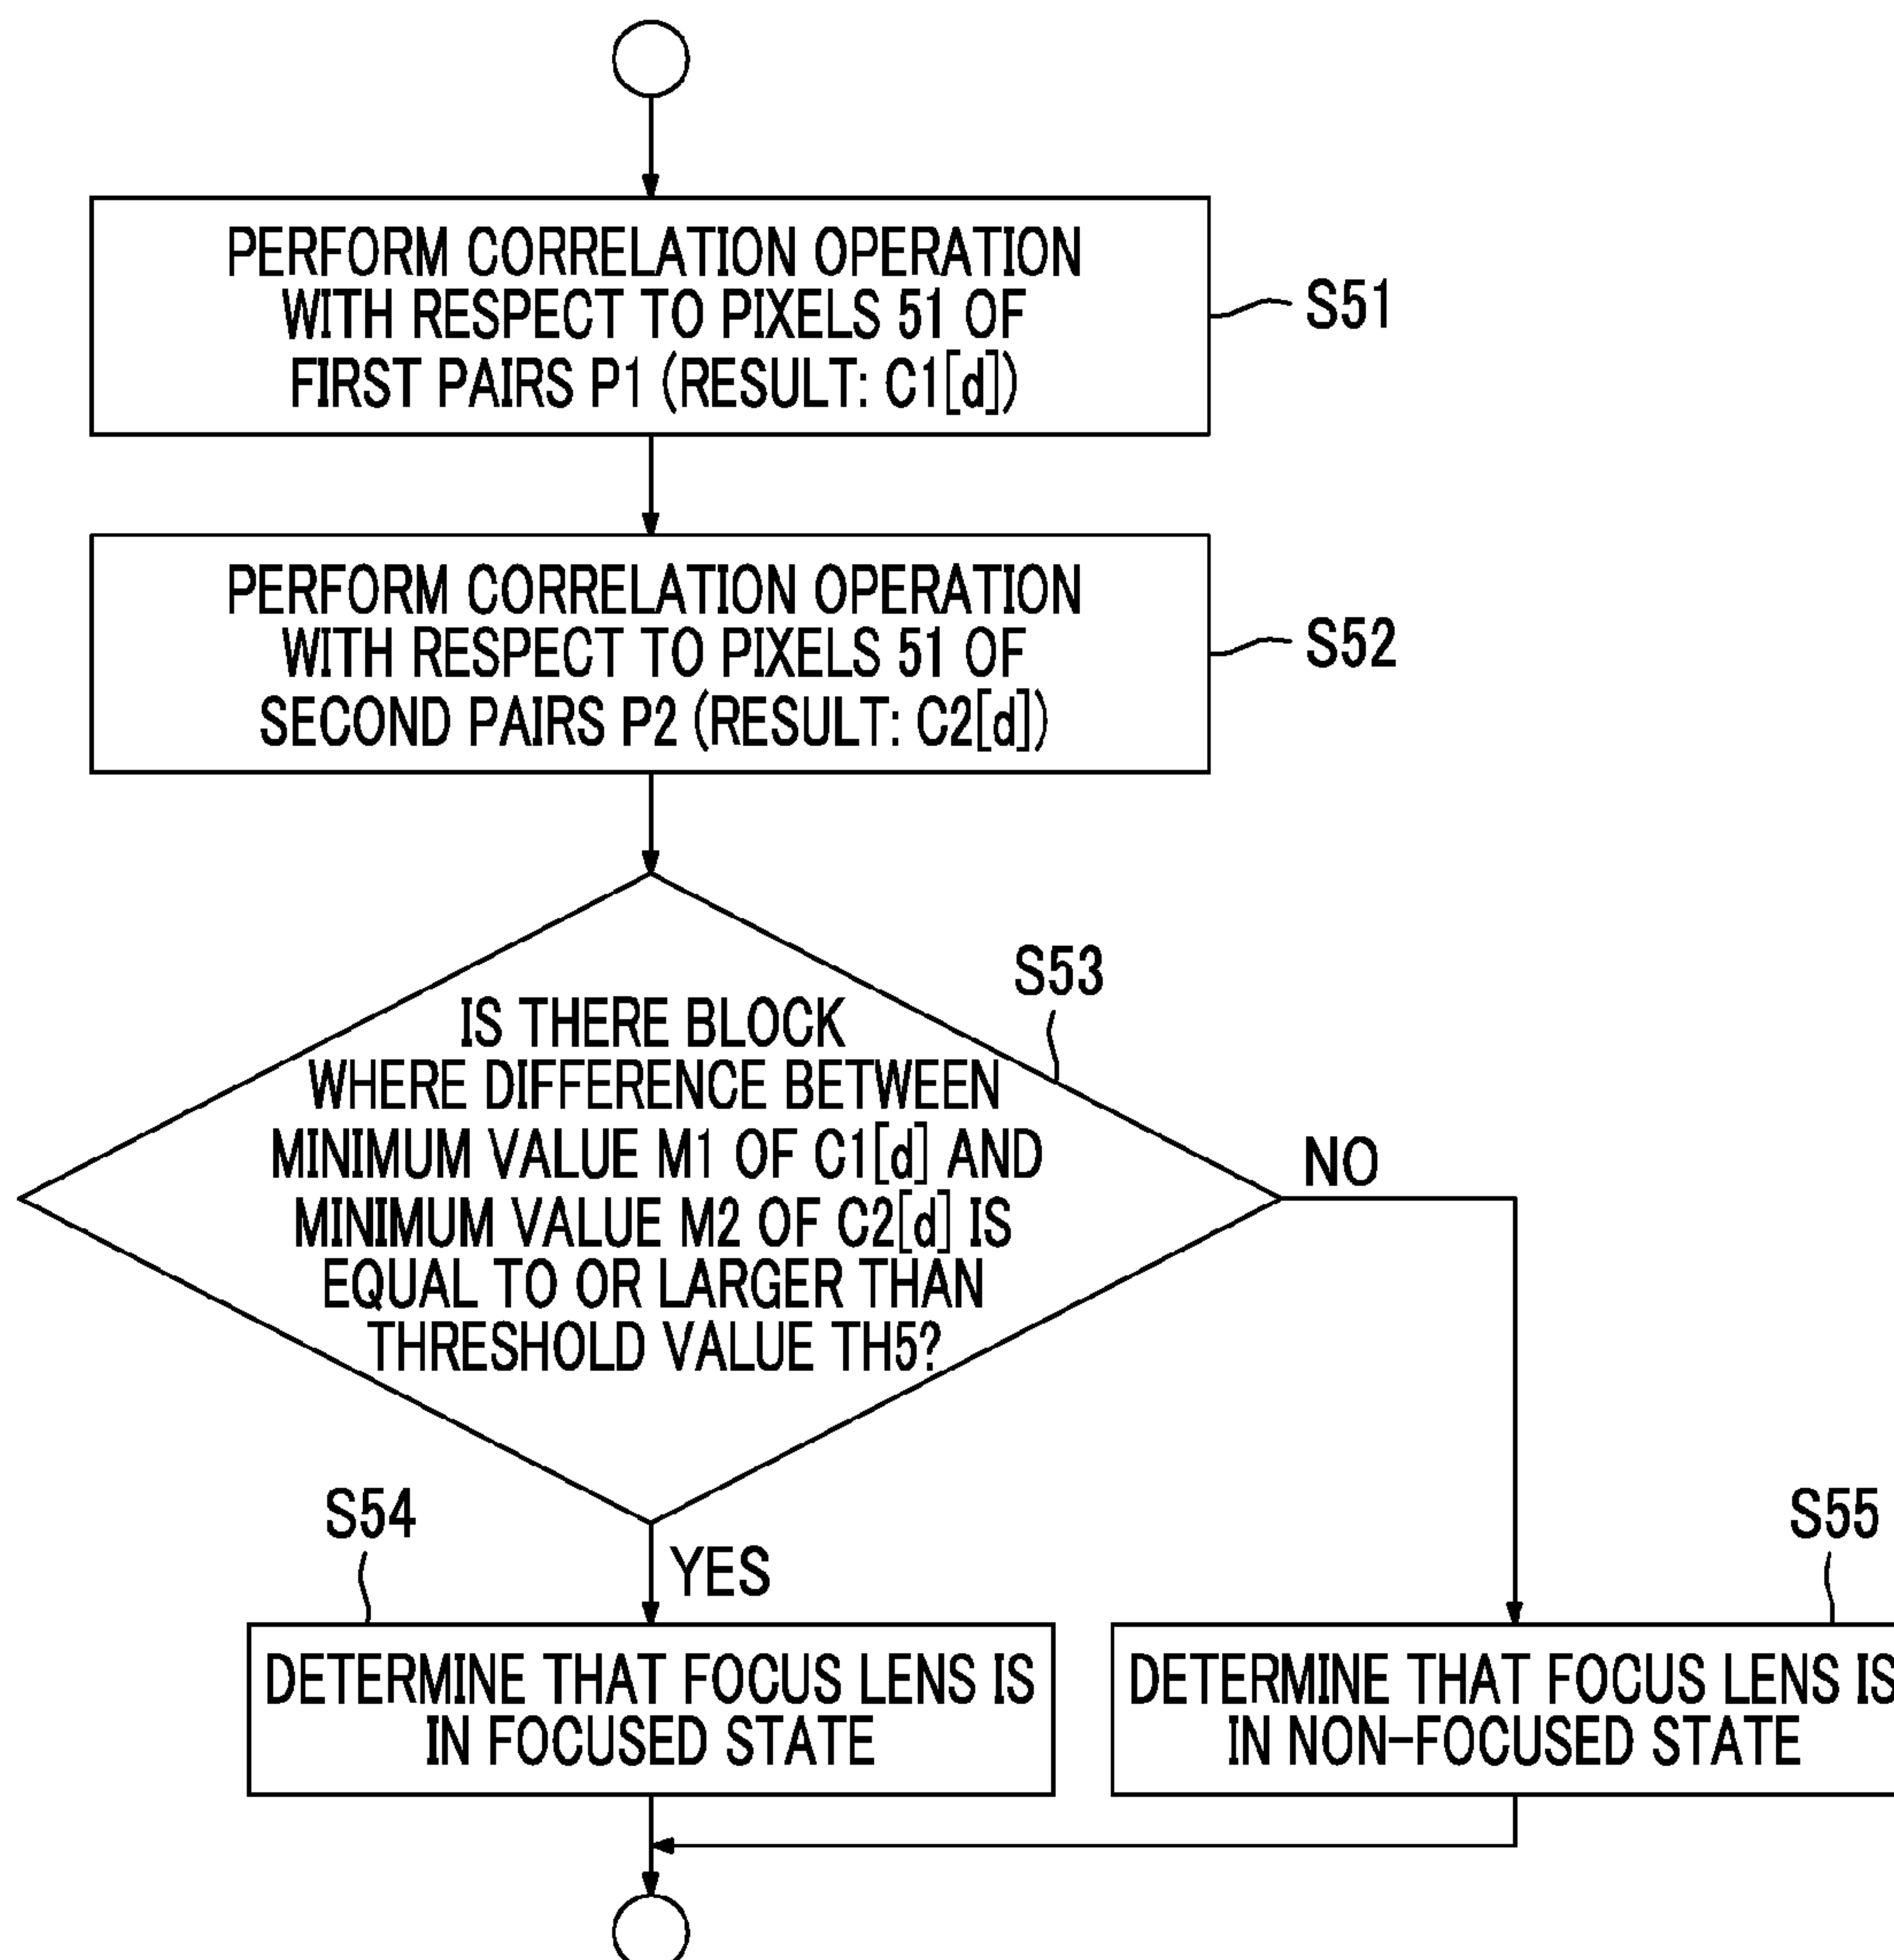 PERFORM CORRELATION OPERATION
WITH RESPECT TO PIXELS 51 OF
FIRST PAIRS P1 (RESULT: C1[d])
S51
PERFORM CORRELATION OPERATION
WITH RESPECT TO PIXELS 51 OF
SECOND PAIRS P2 (RESULT: C2[d])
S52
S53
IS THERE BLOCK
WHERE DIFFERENCE BETWEEN
MINIMUM VALUE M1 OF C1[d] AND
MINIMUM VALUE M2 OF C2[d] IS
EQUAL TO OR LARGER THAN
THRESHOLD VALUE TH5?
NO
YES
S54
DETERMINE THAT FOCUS LENS IS
IN FOCUSED STATE
S55
DETERMINE THAT FOCUS LENS IS
IN NON-FOCUSED STATE